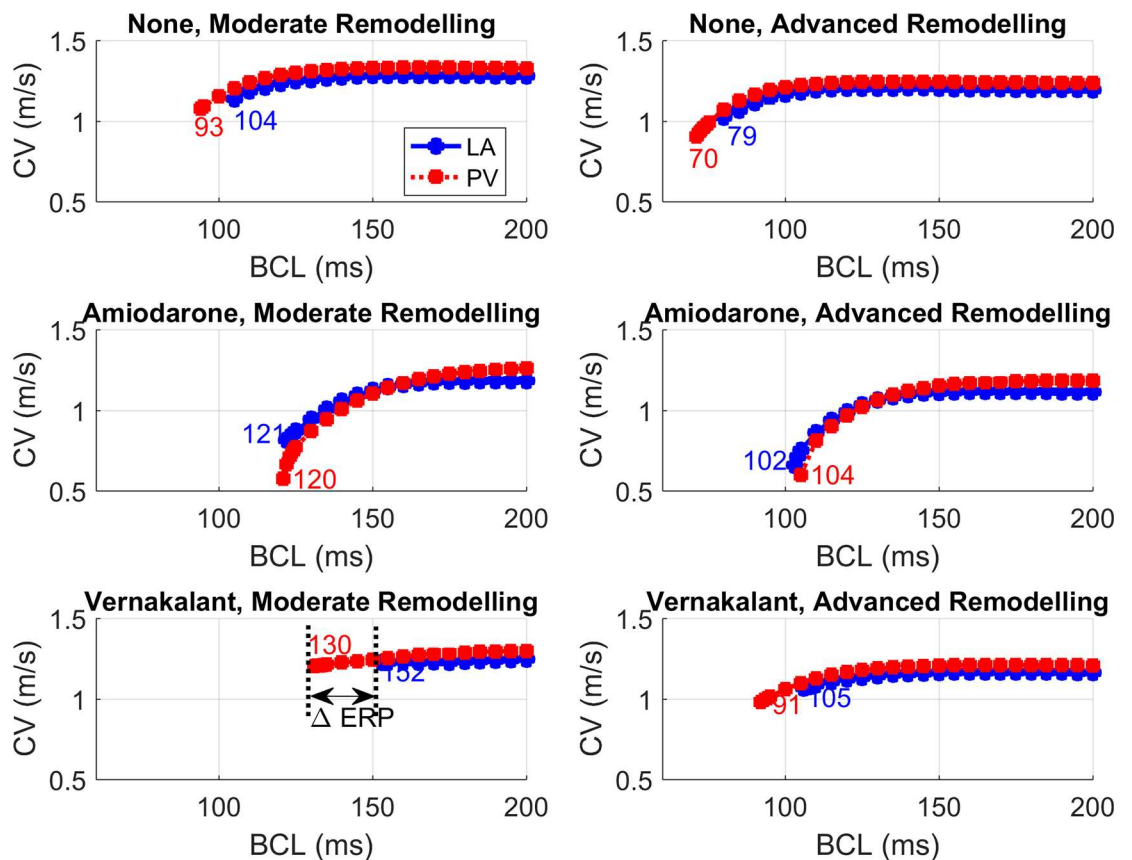 None, Moderate Remodelling
1.5
1
0.5
CV (m/s)
93
104
LA
PV
100
150
200
BCL (ms)
None, Advanced Remodelling
1.5
1
0.5
CV (m/s)
70
79
100
150
200
BCL (ms)
Amiodarone, Moderate Remodelling
1.5
1
0.5
CV (m/s)
121
120
100
150
200
BCL (ms)
Amiodarone, Advanced Remodelling
1.5
1
0.5
CV (m/s)
102
104
100
150
200
BCL (ms)
Vernakalant, Moderate Remodelling
1.5
1
0.5
CV (m/s)
130
152
Δ ERP
100
150
200
BCL (ms)
Vernakalant, Advanced Remodelling
1.5
1
0.5
CV (m/s)
91
105
100
150
200
BCL (ms)